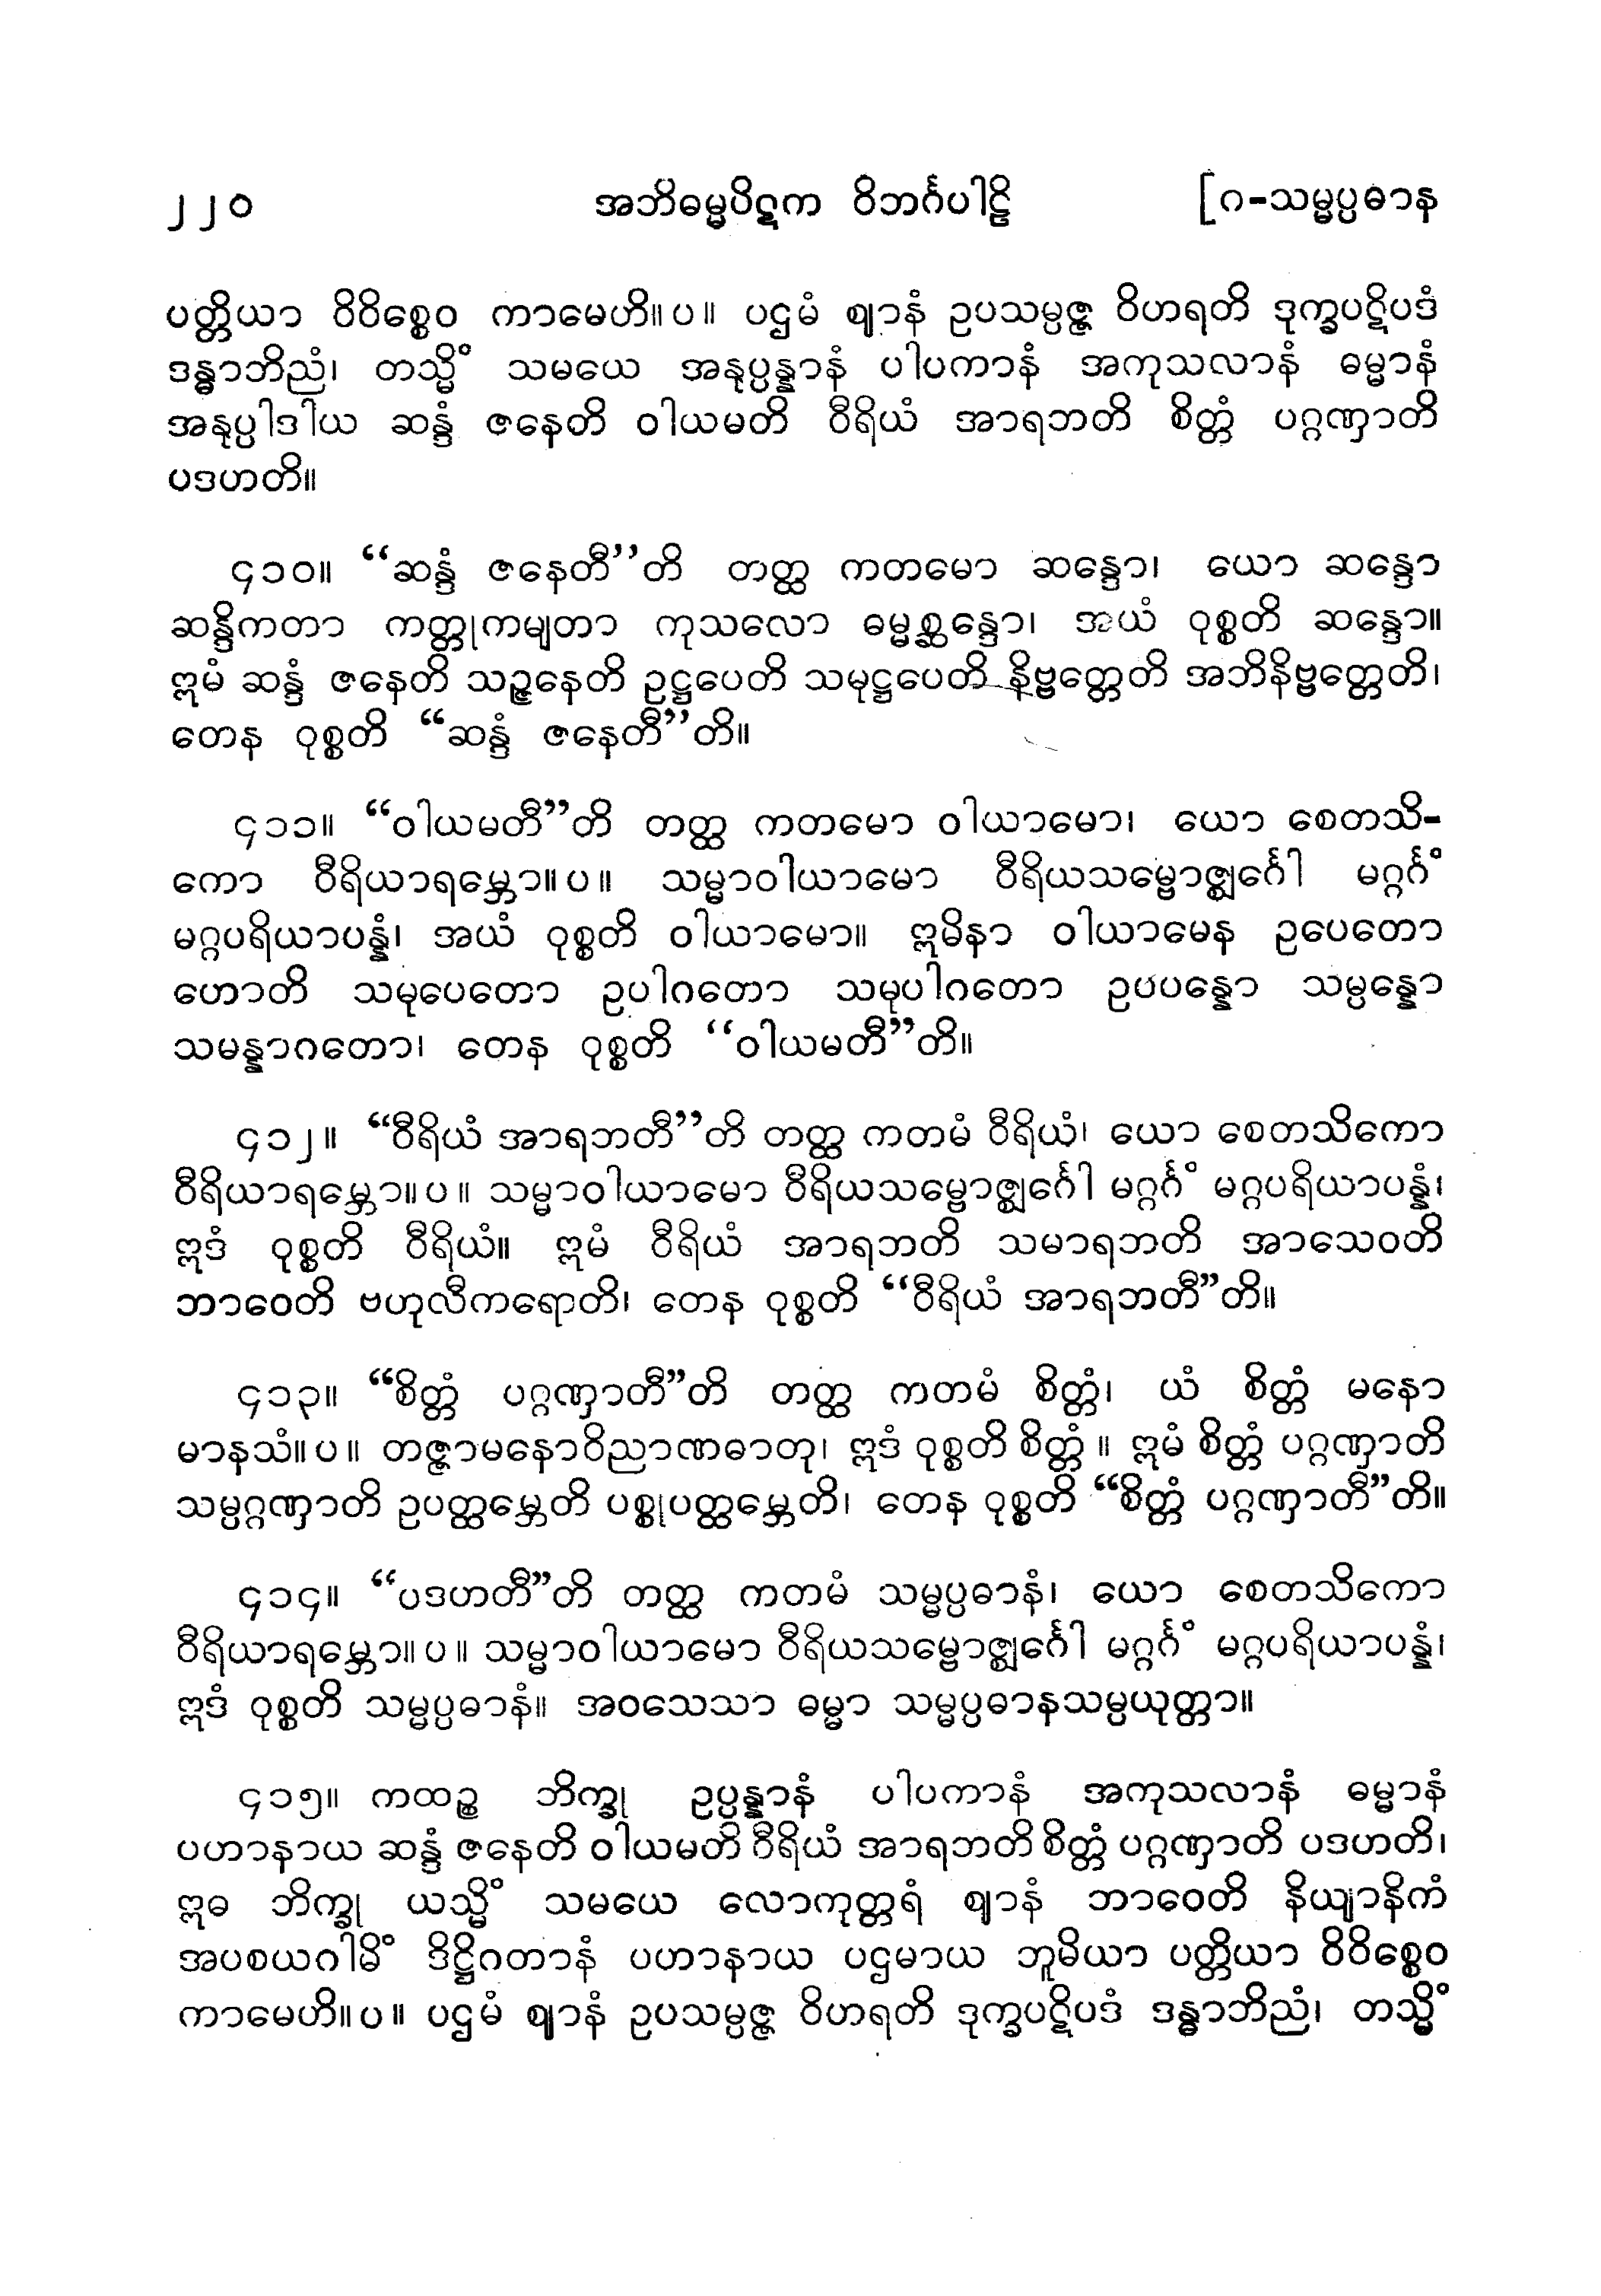 ၂၂၀ အဘိဓမ္မပိဋက ဝိဘင်္ဂပါဠိ [ဂ-သမ္မပ္ပဓာန
ပတ္တိယာ ဝိဝိစ္စေဝ ကာမေဟိ။ပ။ ပဌမံ ဈာနံ ဥပသမ္ပဇ္ဇ ဝိဟရတိ ဒုက္ခပဋိပဒံ
ဒန္ဓာဘိညံ၊ တသ္မိံ သမယေ အနုပ္ပန္နာနံ ပါပကာနံ အကုသလာနံ ဓမ္မာနံ
အနုပ္ပါဒါယ ဆန္ဒံ ဇနေတိ ဝါယမတိ ဝီရိယံ အာရဘတိ စိတ္တံ ပဂ္ဂဏှာတိ
ပဒဟတိ။
၄၁၀။ “ဆန္ဒံ ဇနေတီ”တိ တတ္ထ ကတမော ဆန္ဒော၊ ယော ဆန္ဒော
ဆန္ဒိကတာ ကတ္တုကမျတာ ကုသလော ဓမ္မစ္ဆန္ဒော၊ အယံ ဝုစ္စတိ ဆန္ဒော။
ဣမံ ဆန္ဒံ ဇနေတိ သဉ္ဇနေတိ ဥဋ္ဌပေတိ သမုဋ္ဌပေတိ နိဗ္ဗတ္တေတိ အဘိနိဗ္ဗတ္တေတိ၊
တေန ဝုစ္စတိ “ဆန္ဒံ ဇနေတီ”တိ။
၄၁၁။ “ဝါယမတီ”တိ တတ္ထ ကတမော ဝါယာမော၊ ယော စေတသိ-
ကော ဝီရိယာရမ္ဘော။ပ။ သမ္မာဝါယာမော ဝီရိယသမ္ဗောဇ္ဈင်္ဂေါ မဂ္ဂင်္ဂံ
မဂ္ဂပရိယာပန္နံ၊ အယံ ဝုစ္စတိ ဝါယာမော။ ဣမိနာ ဝါယာမေန ဥပေတော
ဟောတိ သမုပေတော ဥပါဂတော သမုပါဂတော ဥပပန္နော သမ္ပန္နော
သမန္နာဂတော၊ တေန ဝုစ္စတိ “ဝါယမတီ”တိ။
၄၁၂။ “ဝီရိယံ အာရဘတီ”တိ တတ္ထ ကတမံ ဝီရိယံ၊ ယော စေတသိကော
ဝီရိယာရမ္ဘော။ပ။ သမ္မာဝါယာမော ဝီရိယသမ္ဗောဇ္ဈင်္ဂေါ မဂ္ဂင်္ဂံ မဂ္ဂပရိယာပန္နံ၊
ဣဒံ ဝုစ္စတိ ဝီရိယံ။ ဣမံ ဝီရိယံ အာရဘတိ သမာရဘတိ အာသေဝတိ
ဘာဝေတိ ဗဟုလီကရောတိ၊ တေန ဝုစ္စတိ “ဝီရိယံ အာရဘတီ”တိ။
၄၁၃။ “စိတ္တံ ပဂ္ဂဏှာတီ”တိ တတ္ထ ကတမံ စိတ္တံ၊ ယံ စိတ္တံ မနော
မာနသံ။ပ။ တဇ္ဇာမနောဝိညာဏဓာတု၊ ဣဒံ ဝုစ္စတိ စိတ္တံ။ ဣမံ စိတ္တံ ပဂ္ဂဏှာတိ
သမ္ပဂ္ဂဏှာတိ ဥပတ္ထမ္ဘေတိ ပစ္စုပတ္ထမ္ဘေတိ၊ တေန ဝုစ္စတိ “စိတ္တံ ပဂ္ဂဏှာတီ”တိ။
၄၁၄။ “ပဒဟတီ”တိ တတ္ထ ကတမံ သမ္မပ္ပဓာနံ၊ ယော စေတသိကော
ဝီရိယာရမ္ဘော။ပ။ သမ္မာဝါယာမော ဝီရိယသမ္ဗောဇ္ဈင်္ဂေါ မဂ္ဂင်္ဂံ မဂ္ဂပရိယာပန္နံ၊
ဣဒံ ဝုစ္စတိ သမ္မပ္ပဓာနံ။ အဝသေသာ ဓမ္မာ သမ္မပ္ပဓာနသမ္ပယုတ္တာ။
၄၁၅။ ကထဉ္စ ဘိက္ခု ဥပ္ပန္နာနံ ပါပကာနံ အကုသလာနံ ဓမ္မာနံ
ပဟာနာယ ဆန္ဒံ ဇနေတိ ဝါယမတိ ဝီရိယံ အာရဘတိ စိတ္တံ ပဂ္ဂဏှာတိ ပဒဟတိ၊
ဣဓ ဘိက္ခု ယသ္မိံ သမယေ လောကုတ္တရံ ဈာနံ ဘာဝေတိ နိယျာနိကံ
အပစယဂါမိံ ဒိဋ္ဌိဂတာနံ ပဟာနာယ ပဌမာယ ဘူမိယာ ပတ္တိယာ ဝိဝိစ္စေဝ
ကာမေဟိ။ပ။ ပဌမံ ဈာနံ ဥပသမ္ပဇ္ဇ ဝိဟရတိ ဒုက္ခပဋိပဒံ ဒန္ဓာဘိညံ၊ တသ္မိံ